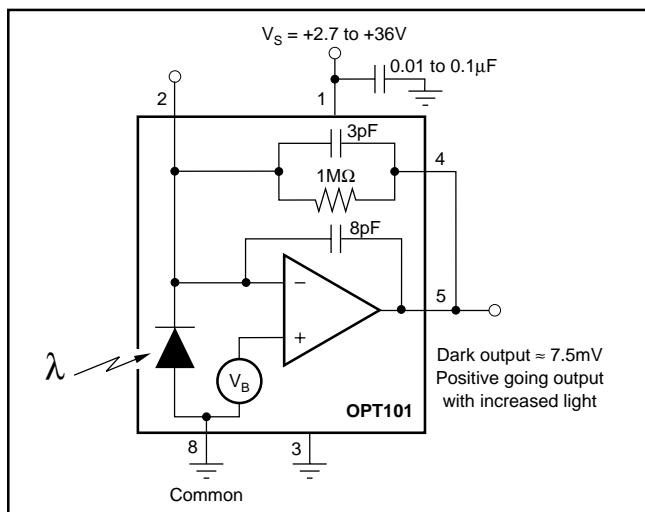 V_S = +2.7 to +36V
0.01 to 0.1µF
2
1
3pF
4
1MΩ
8pF
−
5
+
λ
V_B
Dark output ≈ 7.5mV
Positive going output
with increased light
OPT101
8
3
Common